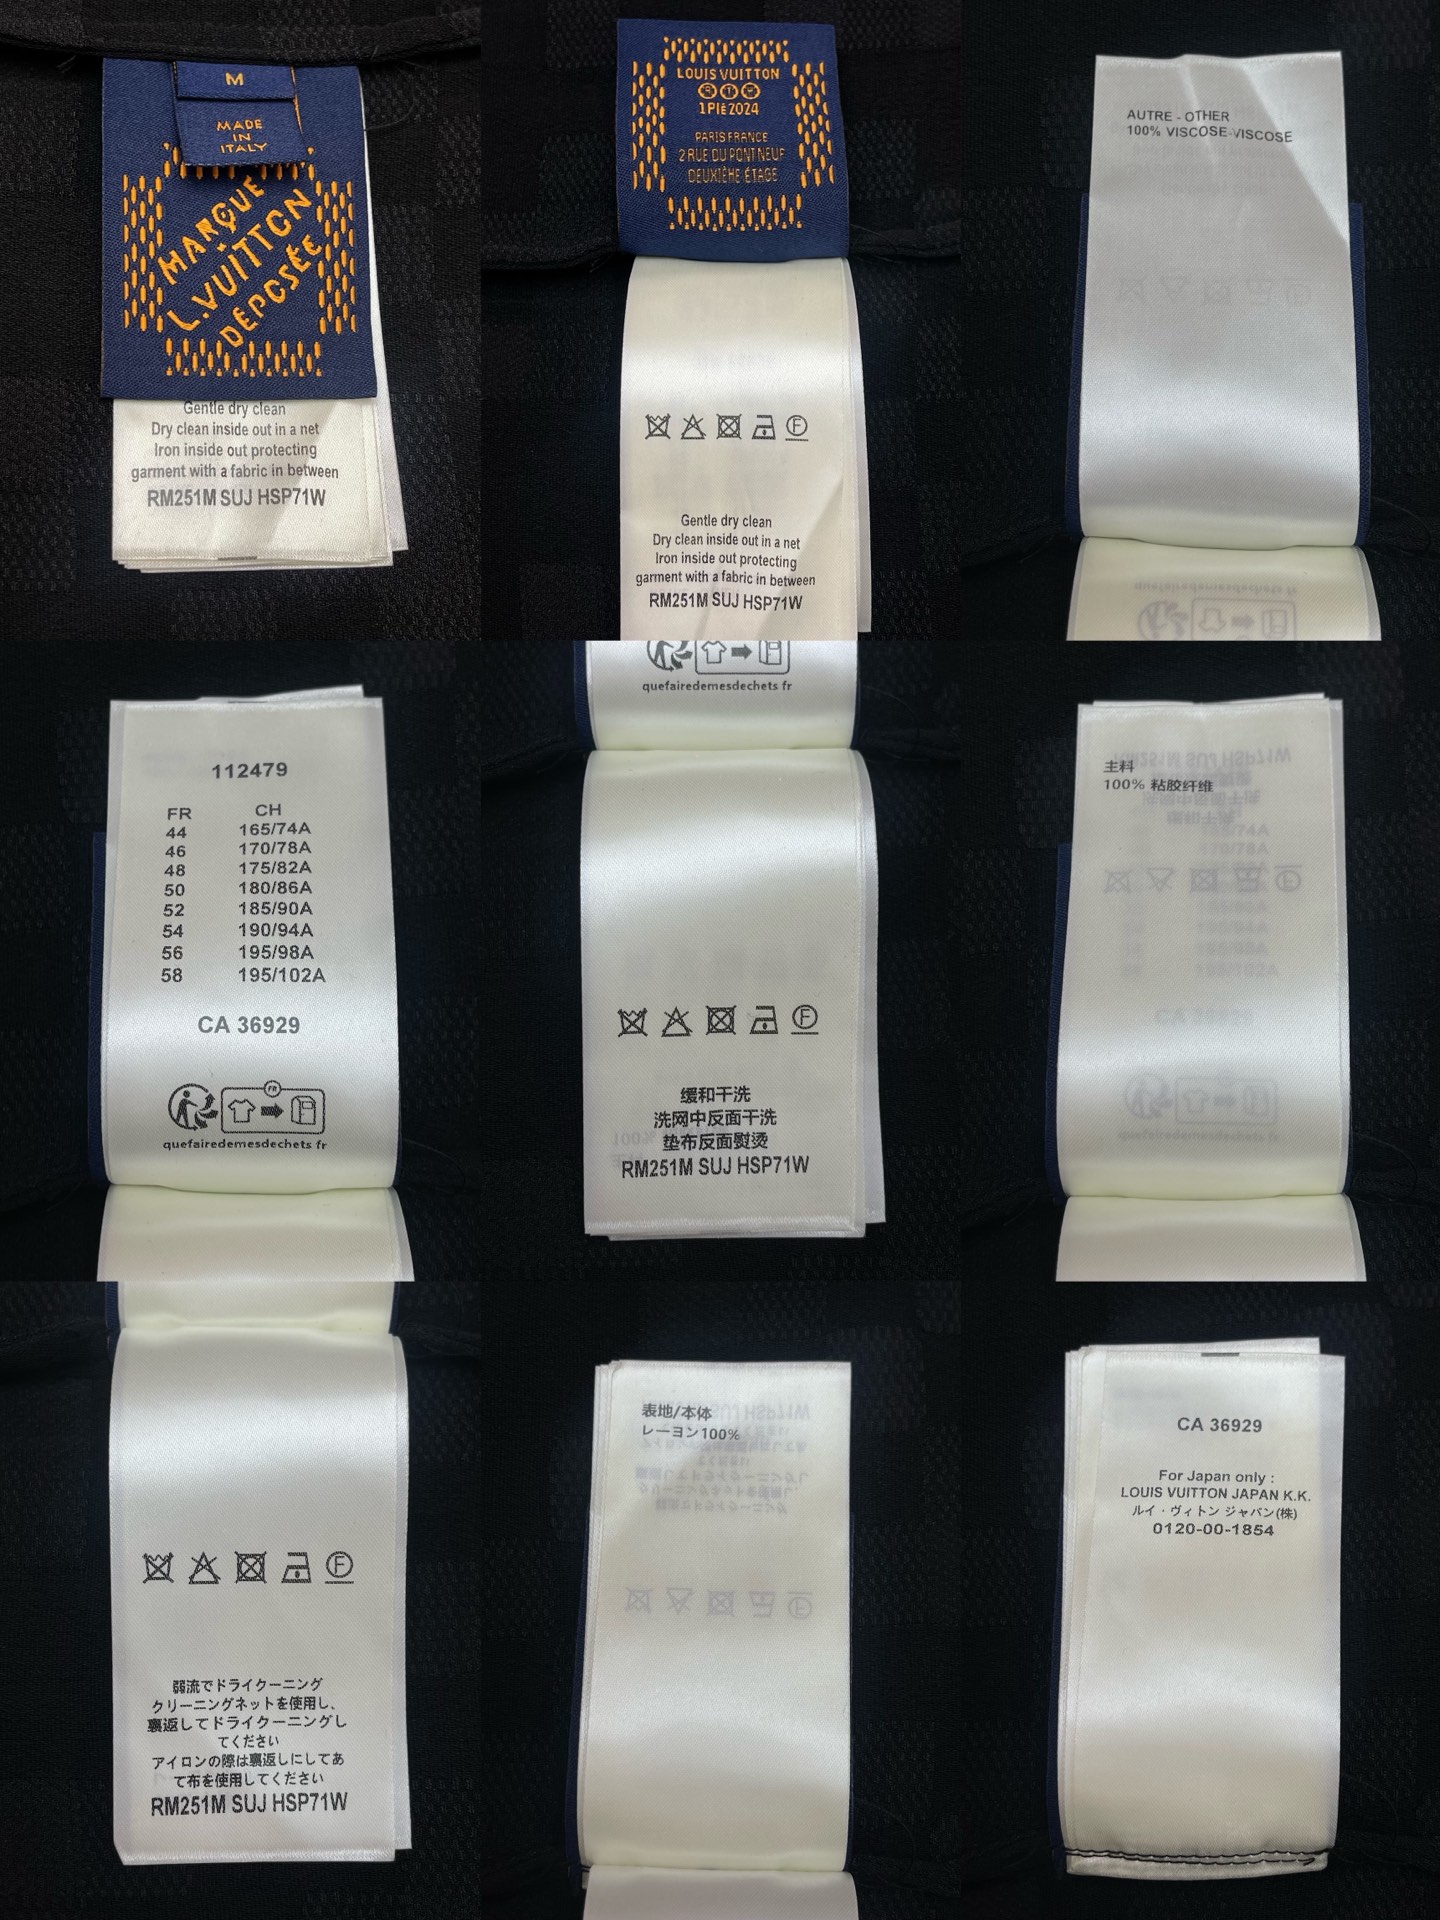 M
MADE
IN
ITALY
MARQUE
L.VUITTON
DÉPOSÉE
Gentle dry clean
Dry clean inside out in a net
Iron inside out protecting
garment with a fabric in between
RM251M SUJ HSP71W
LOUIS VUITTON
1PIÈ2024
PARIS FRANCE
2 RUE DU PONT NEUF
DEUXIÈME ÉTAGE
F
Gentle dry clean
Dry clean inside out in a net
Iron inside out protecting
garment with a fabric in between
RM251M SUJ HSP71W
AUTRE - OTHER
100% VISCOSE-VISCOSE
112479
FR CH
44 165/74A
46 170/78A
48 175/82A
50 180/86A
52 185/90A
54 190/94A
56 195/98A
58 195/102A
CA 36929
FR
quefairedemesdechets fr
quefairedemesdechets fr
F
缓和干洗
洗网中反面干洗
垫布反面熨烫
RM251M SUJ HSP71W
主料
100% 粘胶纤维
F
弱流でドライクーニング
クリーニングネットを使用し、
裏返してドライクーニングし
てください
アイロンの際は裏返しにしてあ
て布を使用してください
RM251M SUJ HSP71W
表地/本体
レーヨン100%
CA 36929
For Japan only :
LOUIS VUITTON JAPAN K.K.
ルイ・ヴィトン ジャパン(株)
0120-00-1854